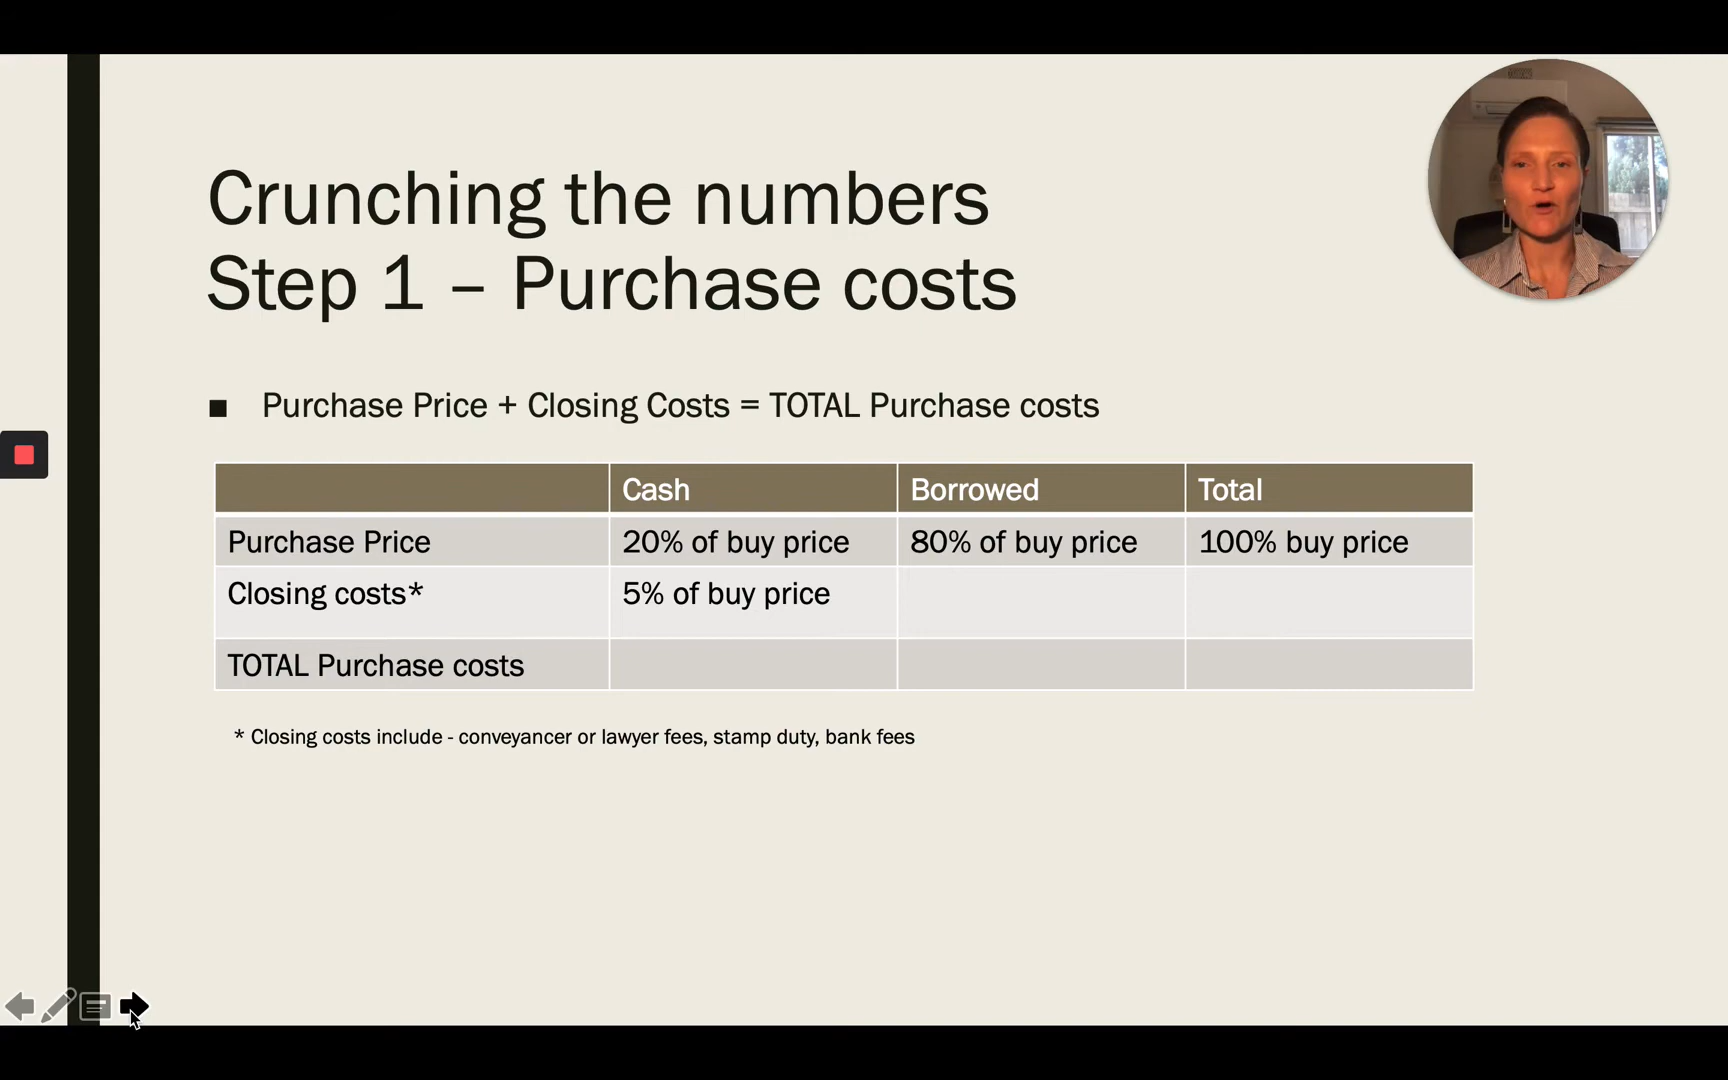 Crunching the numbers
Step 1 – Purchase costs
■ Purchase Price + Closing Costs = TOTAL Purchase costs
Cash Borrowed Total
Purchase Price 20% of buy price 80% of buy price 100% buy price
Closing costs* 5% of buy price
TOTAL Purchase costs
* Closing costs include - conveyancer or lawyer fees, stamp duty, bank fees